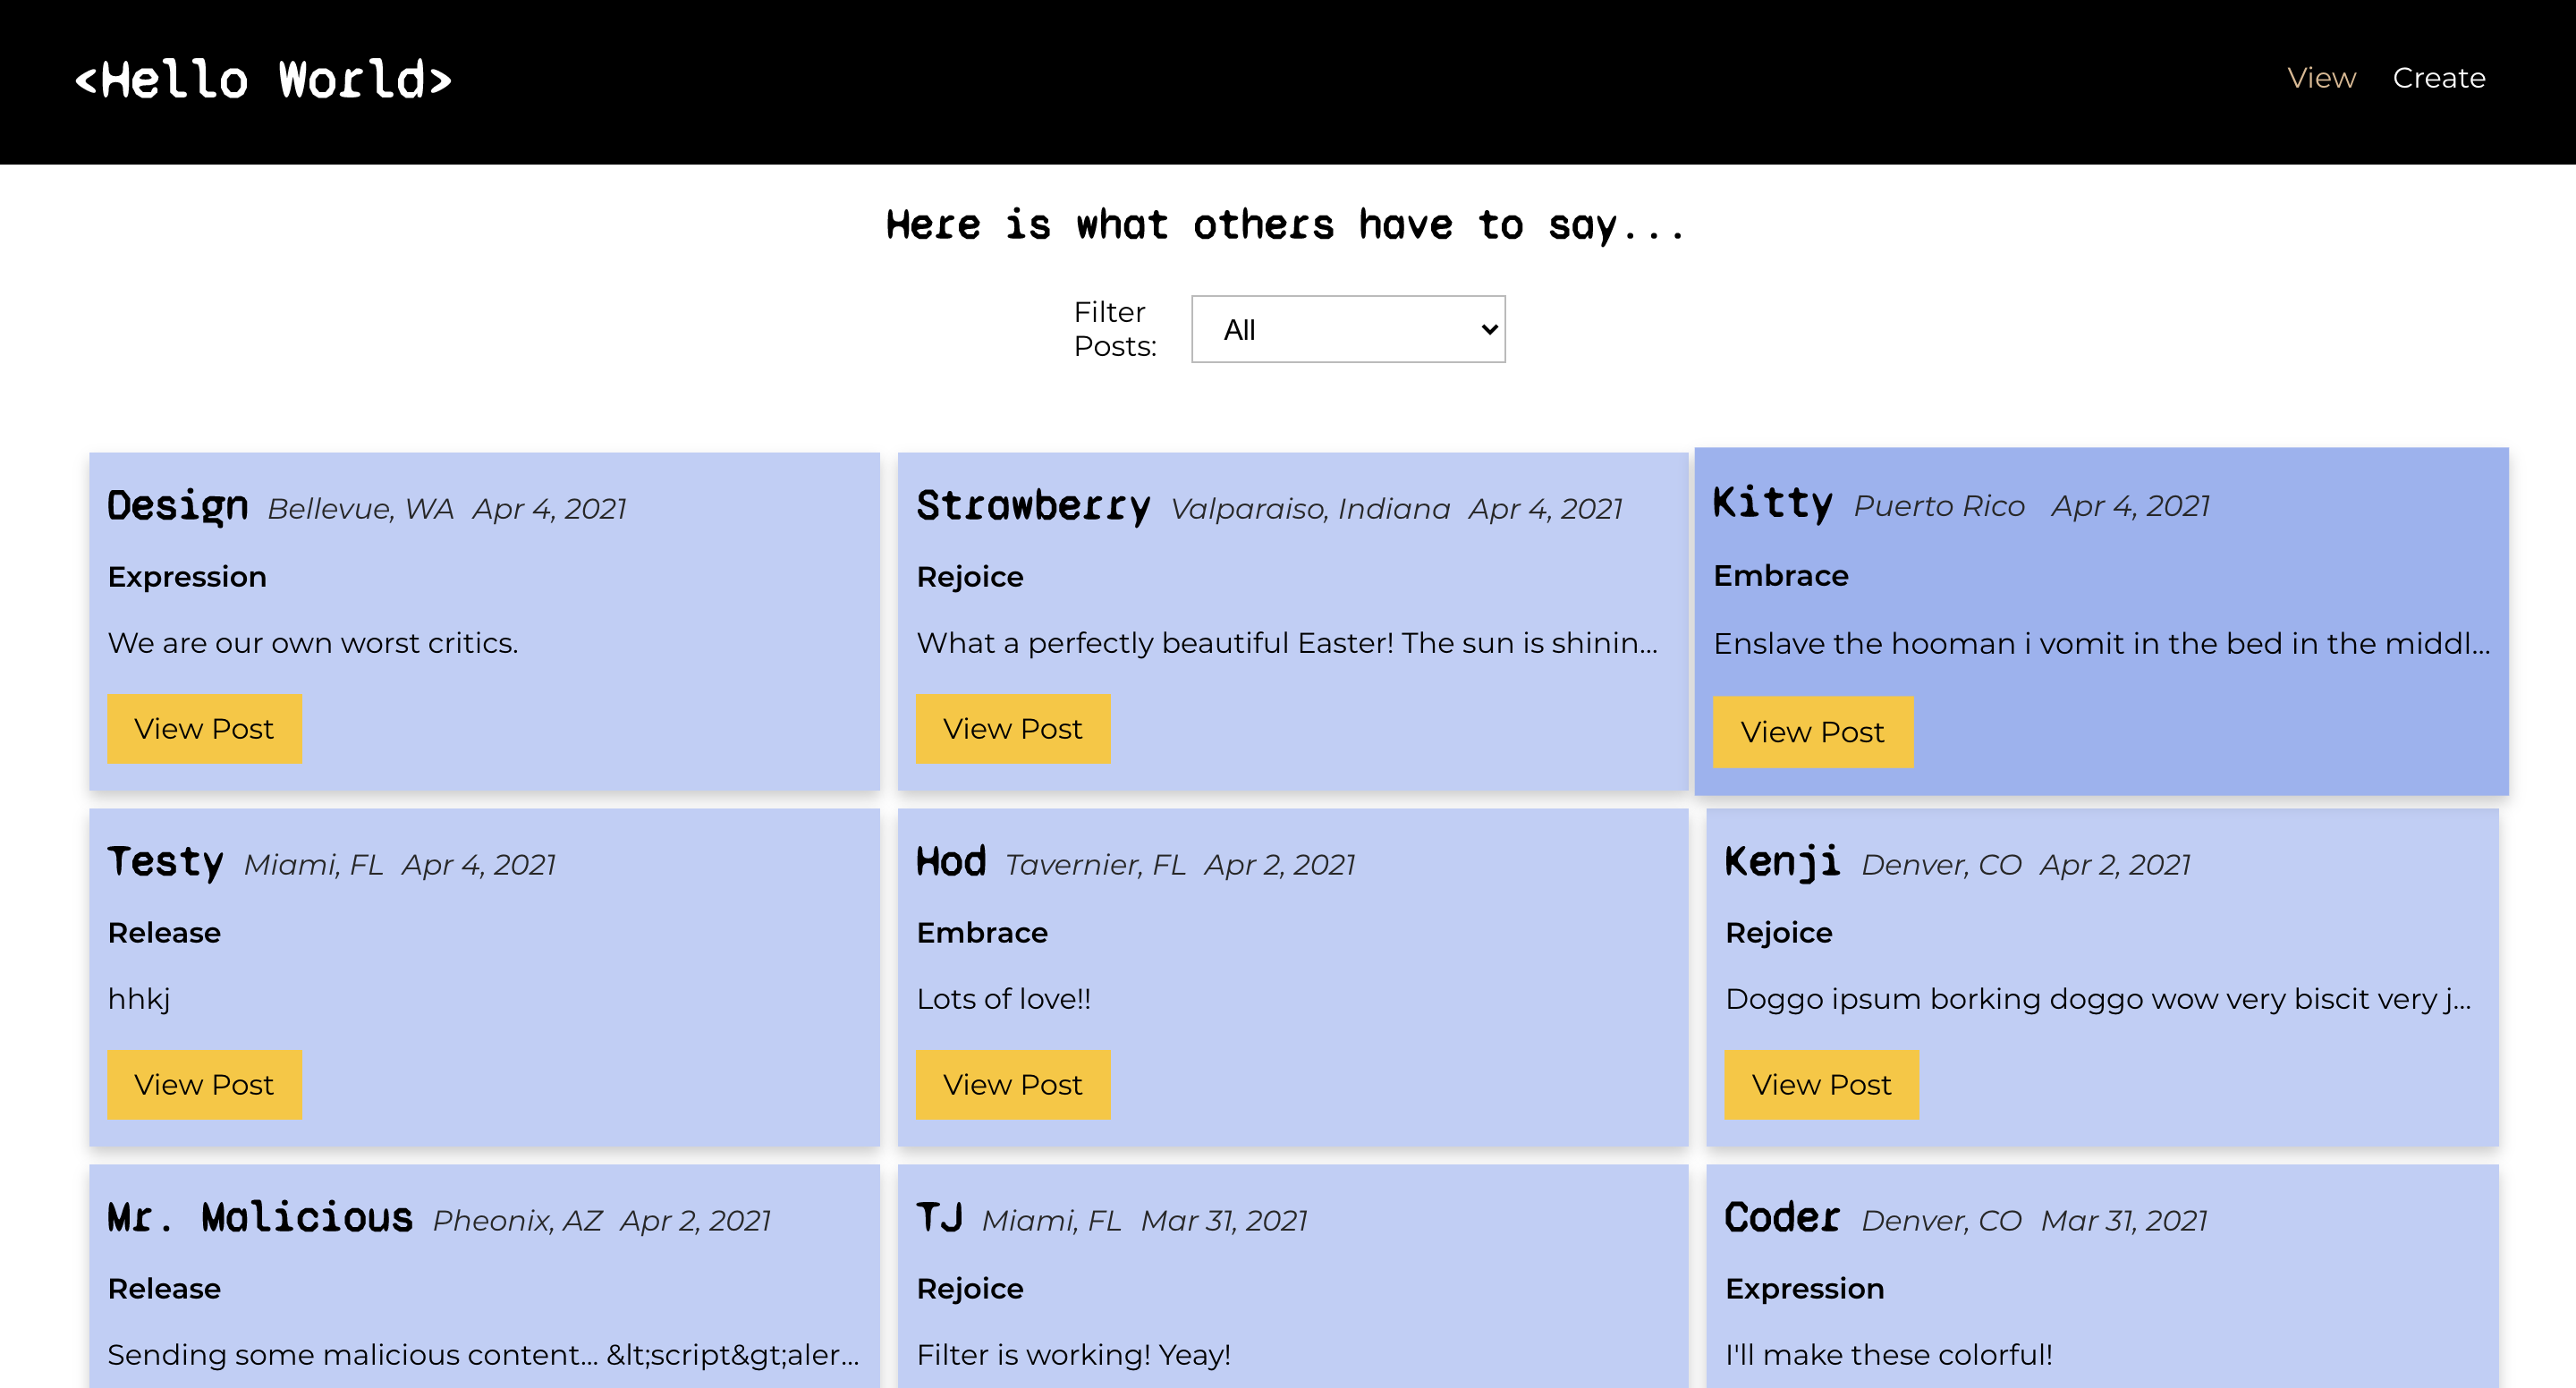 <Hello World>
View Create
Here is what others have to say...
Filter
Posts:
All
Design Bellevue, WA Apr 4, 2021
Expression
We are our own worst critics.
View Post
Strawberry Valparaiso, Indiana Apr 4, 2021
Rejoice
What a perfectly beautiful Easter! The sun is shinin...
View Post
Kitty Puerto Rico Apr 4, 2021
Embrace
Enslave the hooman i vomit in the bed in the middl...
View Post
Testy Miami, FL Apr 4, 2021
Release
hhkj
View Post
Hod Tavernier, FL Apr 2, 2021
Embrace
Lots of love!!
View Post
Kenji Denver, CO Apr 2, 2021
Rejoice
Doggo ipsum borking doggo wow very biscit very j...
View Post
Mr. Malicious Pheonix, AZ Apr 2, 2021
Release
Sending some malicious content... &lt;script&gt;aler...
TJ Miami, FL Mar 31, 2021
Rejoice
Filter is working! Yeay!
Coder Denver, CO Mar 31, 2021
Expression
I'll make these colorful!